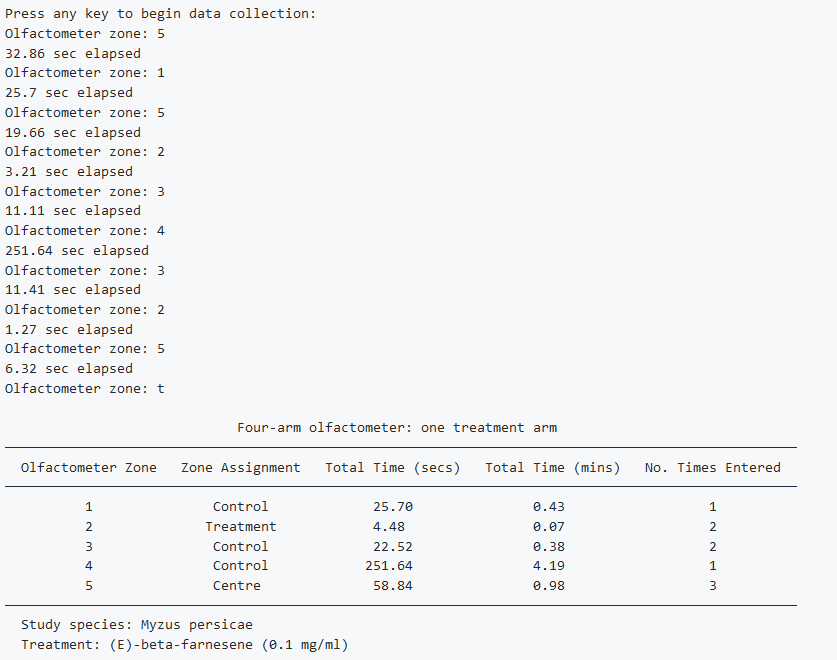 Press any key to begin data collection:
Olfactometer zone: 5
32.86 sec elapsed
Olfactometer zone: 1
25.7 sec elapsed
Olfactometer zone: 5
19.66 sec elapsed
Olfactometer zone: 2
3.21 sec elapsed
Olfactometer zone: 3
11.11 sec elapsed
Olfactometer zone: 4
251.64 sec elapsed
Olfactometer zone: 3
11.41 sec elapsed
Olfactometer zone: 2
1.27 sec elapsed
Olfactometer zone: 5
6.32 sec elapsed
Olfactometer zone: t
Four-arm olfactometer: one treatment arm
Olfactometer Zone Zone Assignment Total Time (secs) Total Time (mins) No. Times Entered
1 Control 25.70 0.43 1
2 Treatment 4.48 0.07 2
3 Control 22.52 0.38 2
4 Control 251.64 4.19 1
5 Centre 58.84 0.98 3
Study species: Myzus persicae
Treatment: (E)-beta-farnesene (0.1 mg/ml)